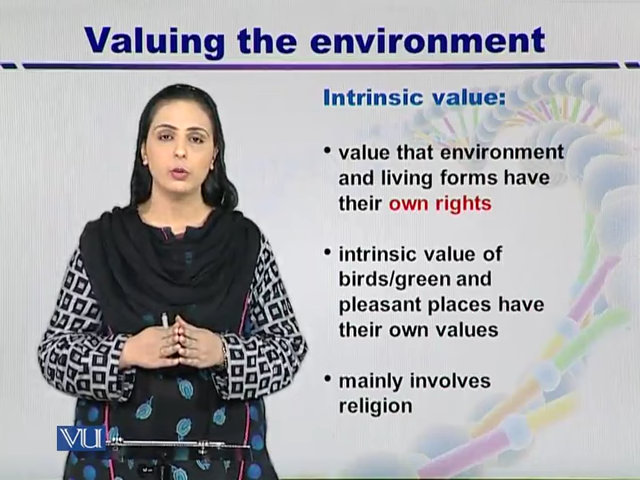 Valuing the environment
Intrinsic value:
• value that environment
and living forms have
their own rights
• intrinsic value of
birds/green and
pleasant places have
their own values
• mainly involves
religion
VU